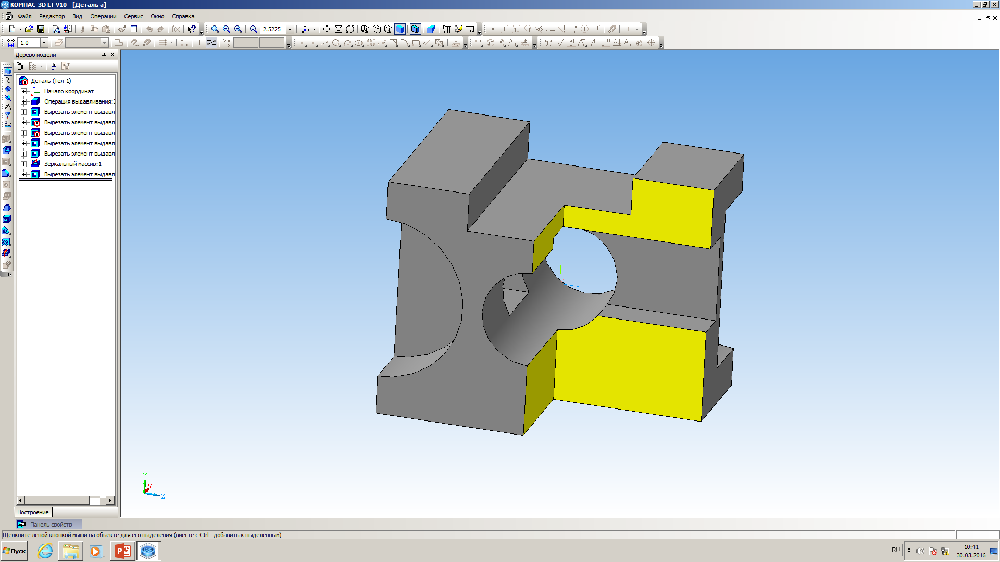 КОМПАС-3D LT V10 - [Деталь а]
Файл Редактор Вид Операции Сервис Окно Справка
2.5225
f(x)
1.0
Дерево модели
Деталь (Тел-1)
Начало координат
Операция выдавливания:
Вырезать элемент выдавл
Вырезать элемент выдавл
Вырезать элемент выдавл
Вырезать элемент выдавл
Вырезать элемент выдавл
Зеркальный массив:1
Вырезать элемент выдавл
Y
X
Z
Построение
Панель свойств
Щелкните левой кнопкой мыши на объекте для его выделения (вместе с Ctrl - добавить к выделенным)
Пуск
RU
10:41
30.03.2016